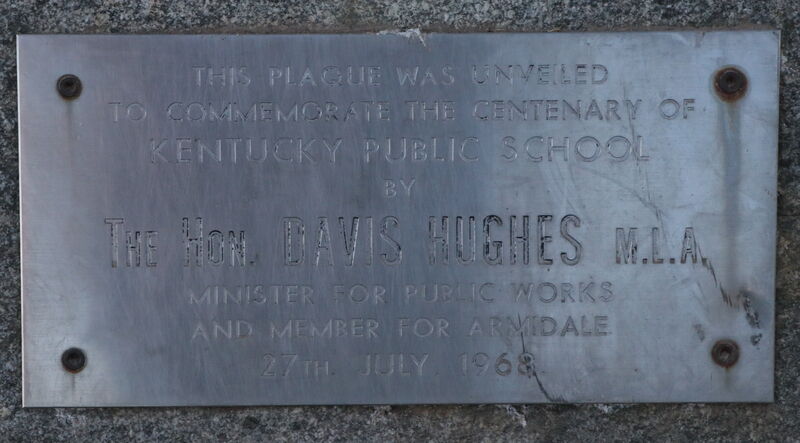 THIS PLAQUE WAS UNVEILED
TO COMMEMORATE THE CENTENARY OF
KENTUCKY PUBLIC SCHOOL
BY
THE HON. DAVIS HUGHES M.L.A.
MINISTER FOR PUBLIC WORKS
AND MEMBER FOR ARMIDALE
27TH. JULY, 1968.